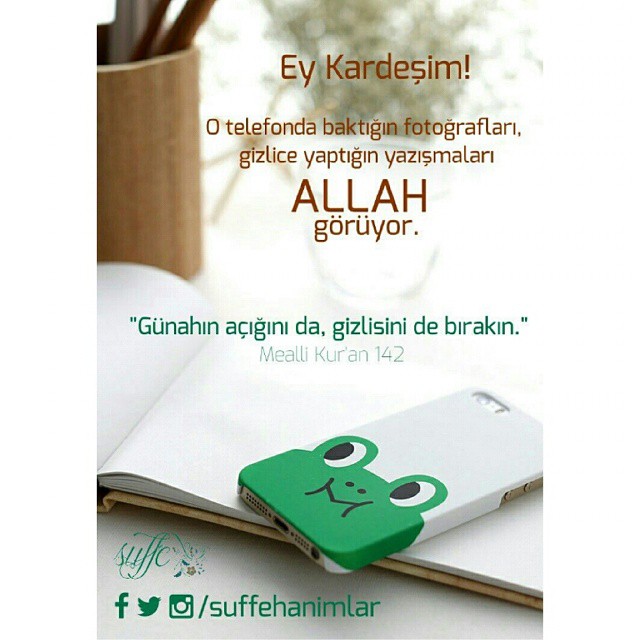 Ey Kardeşim!
O telefonda baktığın fotoğrafları,
gizlice yaptığın yazışmaları
ALLAH
görüyor.
"Günahın açığını da, gizlisini de bırakın."
Mealli Kur'an 142
suffe
/suffehanimlar